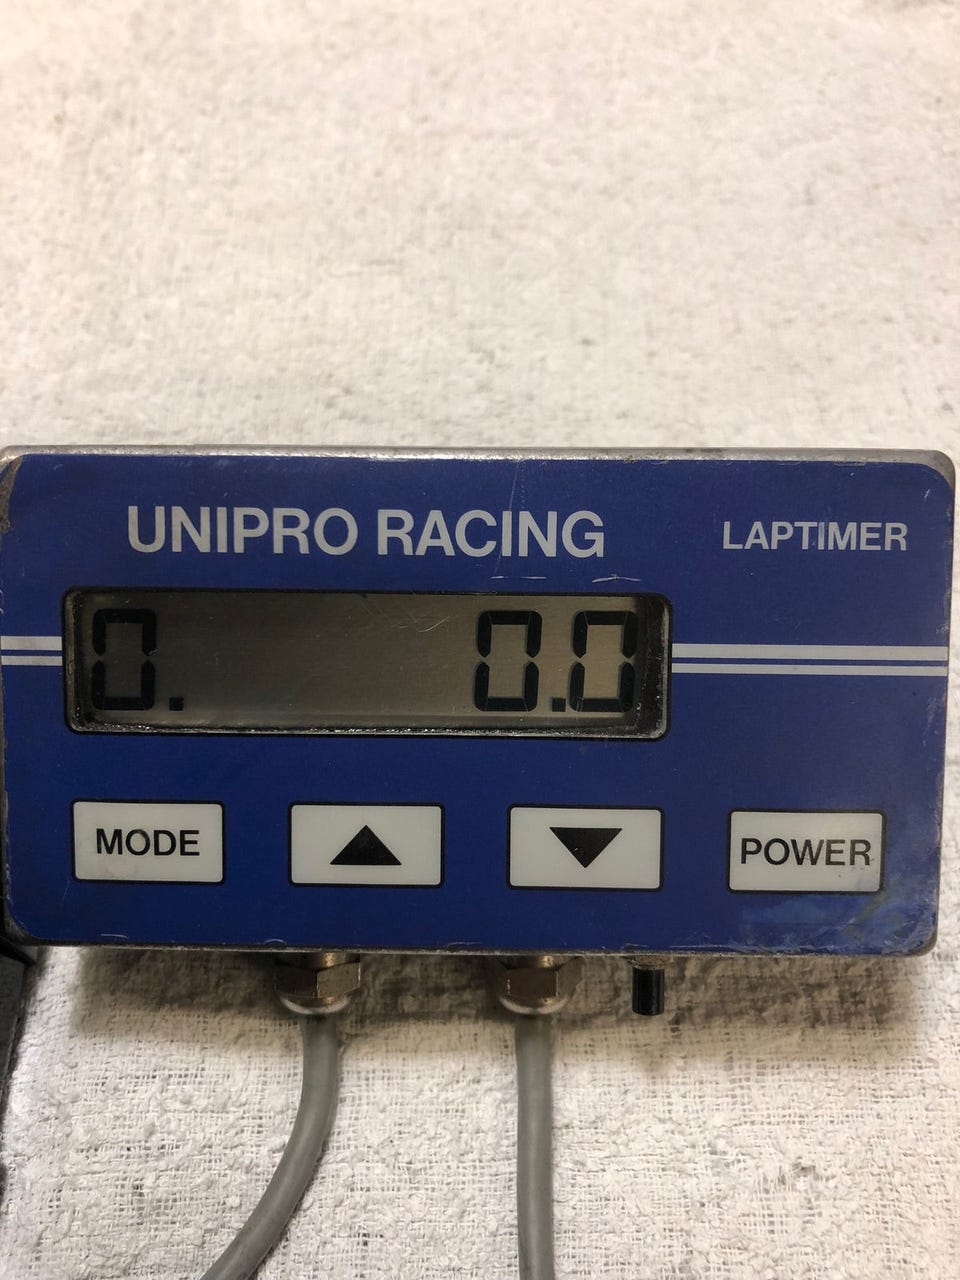 UNIPRO RACING LAPTIMER
0. 0.0
MODE ▲ ▼ POWER